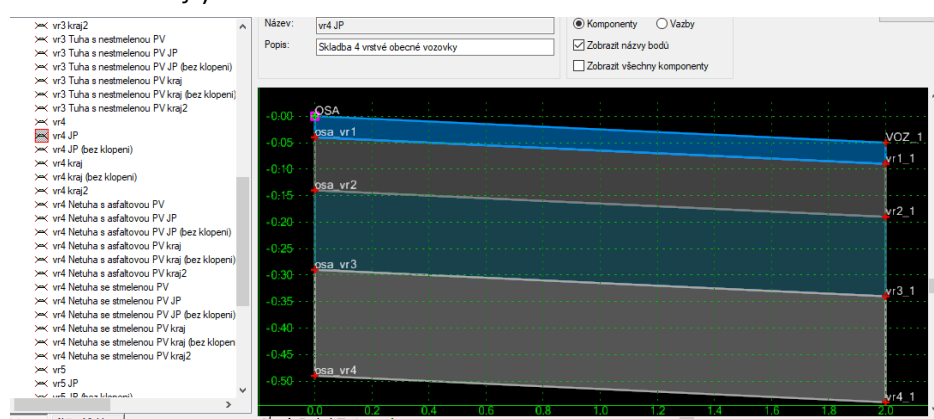 vr3 kraj2
vr3 Tuha s nestmelenou PV
vr3 Tuha s nestmelenou PV JP
vr3 Tuha s nestmelenou PV JP (bez klopeni)
vr3 Tuha s nestmelenou PV kraj
vr3 Tuha s nestmelenou PV kraj (bez klopeni)
vr3 Tuha s nestmelenou PV kraj2
vr4
vr4 JP
vr4 JP (bez klopeni)
vr4 kraj
vr4 kraj (bez klopeni)
vr4 kraj2
vr4 Netuha s asfaltovou PV
vr4 Netuha s asfaltovou PV JP
vr4 Netuha s asfaltovou PV JP (bez klopeni)
vr4 Netuha s asfaltovou PV kraj
vr4 Netuha s asfaltovou PV kraj (bez klopeni)
vr4 Netuha s asfaltovou PV kraj2
vr4 Netuha se stmelenou PV
vr4 Netuha se stmelenou PV JP
vr4 Netuha se stmelenou PV JP (bez klopeni)
vr4 Netuha se stmelenou PV kraj
vr4 Netuha se stmelenou PV kraj (bez klopen
vr4 Netuha se stmelenou PV kraj2
vr5
vr5 JP
vr5 JP (bez klopeni)
Název: vr4 JP
Popis: Skladba 4 vrstvé obecné vozovky
Komponenty Vazby
Zobrazit názvy bodů
Zobrazit všechny komponenty
-0.00 OSA
osa_vr1 VOZ_1
-0.05
vr1_1
-0.10
osa_vr2
-0.15
vr2_1
-0.20
-0.25
osa_vr3
-0.30
vr3_1
-0.35
-0.40
-0.45
osa_vr4
-0.50
vr4_1
0.0 0.2 0.4 0.6 0.8 1.0 1.2 1.4 1.6 1.8 2.0